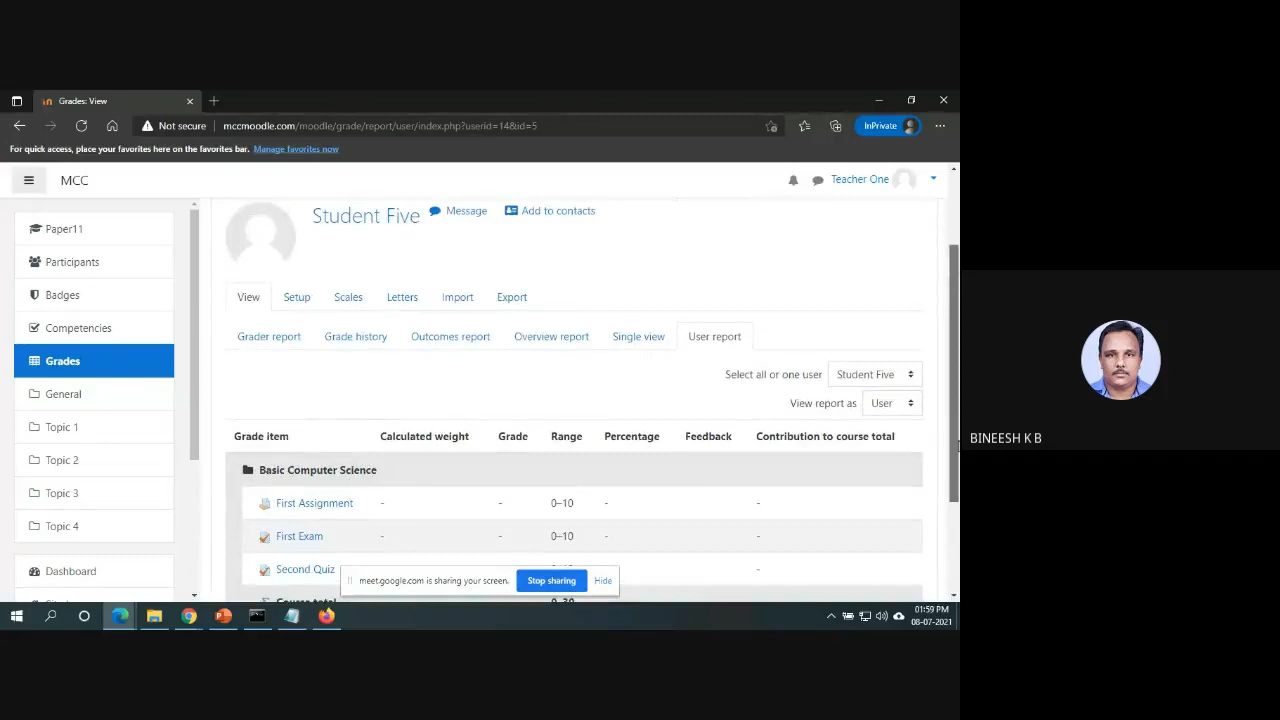 Grades: View
Not secure mccmoodle.com/moodle/grade/report/user/index.php?userid=14&id=5 InPrivate
For quick access, place your favorites here on the favorites bar. Manage favorites now
MCC Teacher One
Student Five Message Add to contacts
Paper11
Participants
Badges
Competencies
Grades
General
Topic 1
Topic 2
Topic 3
Topic 4
Dashboard
View Setup Scales Letters Import Export
Grader report Grade history Outcomes report Overview report Single view User report
Select all or one user Student Five
View report as User
Grade item Calculated weight Grade Range Percentage Feedback Contribution to course total
Basic Computer Science
First Assignment - - 0–10 - -
First Exam - - 0–10 - -
Second Quiz -
meet.google.com is sharing your screen. Stop sharing Hide
01:59 PM
08-07-2021
BINEESH K B